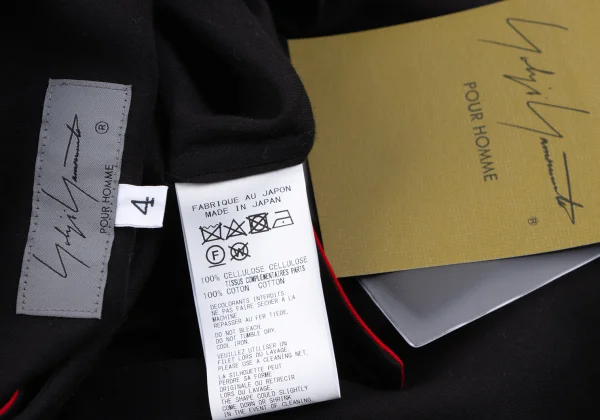 Yohji Yamamoto
POUR HOMME
®
4
FABRIQUE AU JAPON
MADE IN JAPAN
F
W
100% CELLULOSE CELLULOSE
TISSUS COMPLÉMENTAIRES PARTS
100% COTON COTTON
DECOLORANTS INTERDITS.
NE PAS FAIRE SECHER A LA
MACHINE.
REPASSER AU FER TIEDE.
DO NOT BLEACH.
DO NOT TUMBLE DRY.
COOL IRON.
VEUILLEZ UTILISER UN
FILET LORS DU LAVAGE.
PLEASE USE A CLEANING NET.
LA SILHOUETTE PEUT
PERDRE SA FORME
ORIGINALE OU RETRECIR
LORS DU LAVAGE.
THE SHAPE COULD SLIGHTLY
COME DOWN OR SHRINK
IN THE EVENT OF CLEANING.
Yohji Yamamoto
POUR HOMME
®